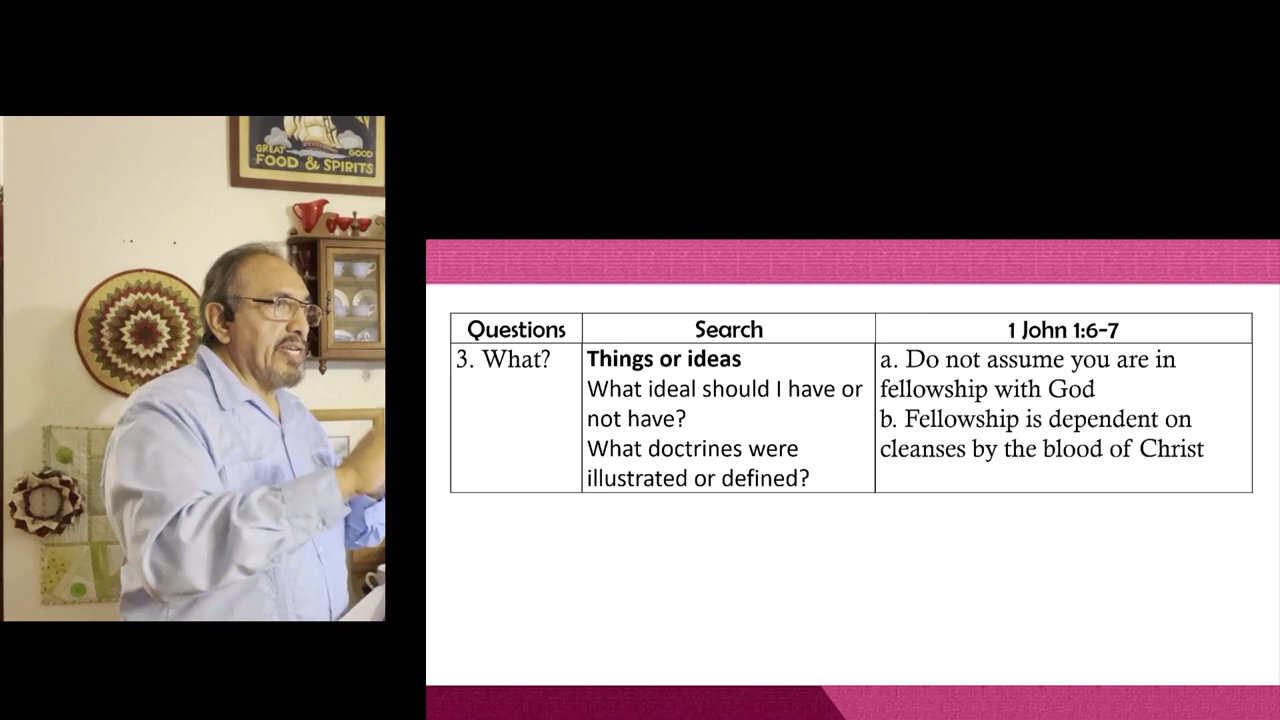 GREAT GOOD
FOOD & SPIRITS
Questions Search 1 John 1:6-7
3. What?
Things or ideas
What ideal should I have or
not have?
What doctrines were
illustrated or defined?
a. Do not assume you are in
fellowship with God
b. Fellowship is dependent on
cleanses by the blood of Christ